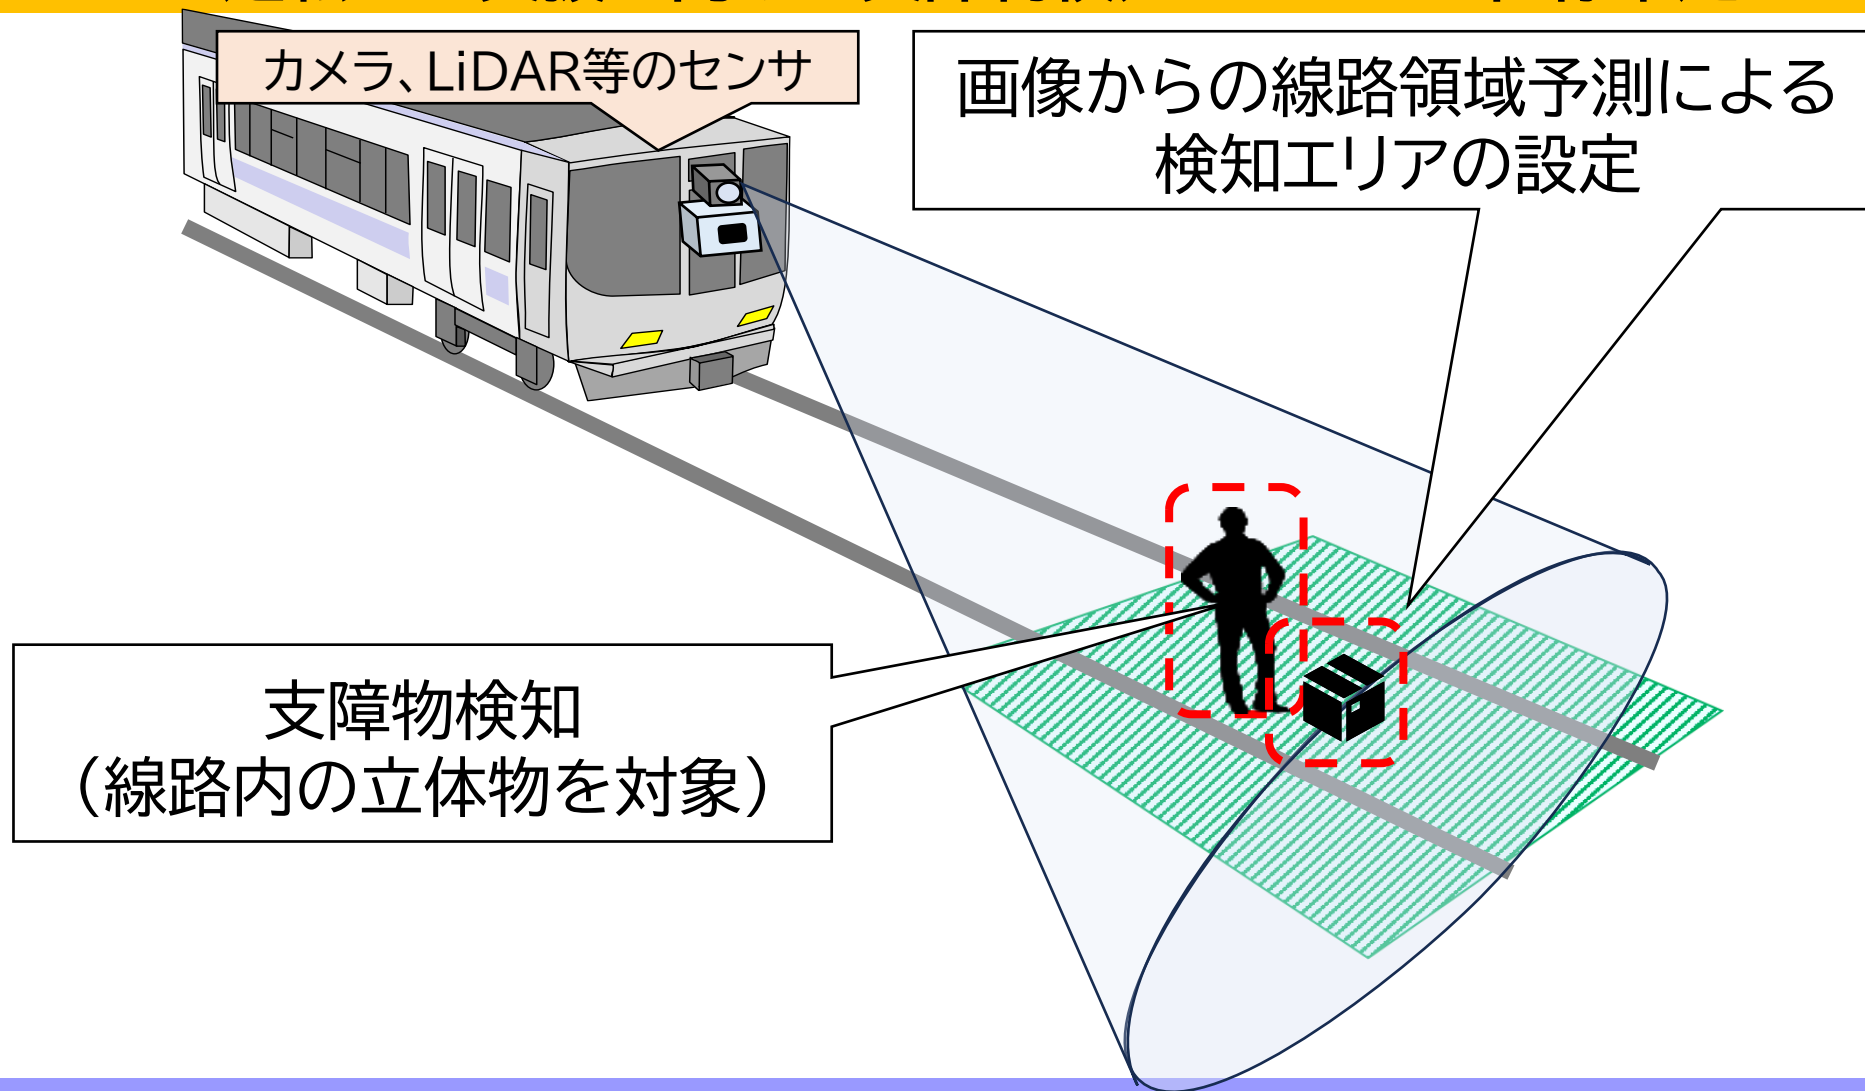 カメラ、LiDAR等のセンサ
画像からの線路領域予測による
検知エリアの設定
支障物検知
（線路内の立体物を対象）